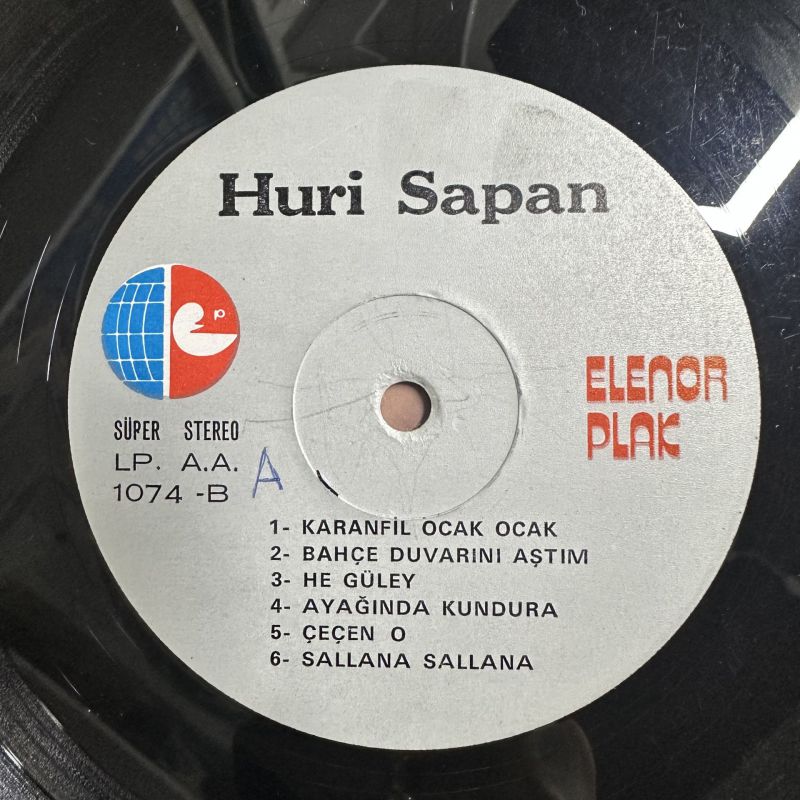 Huri Sapan
p
ELENOR
PLAK
SÜPER STEREO
LP. A.A.
1074 -B A
1- KARANFİL OCAK OCAK
2- BAHÇE DUVARINI AŞTIM
3- HE GÜLEY
4- AYAĞINDA KUNDURA
5- ÇEÇEN O
6- SALLANA SALLANA